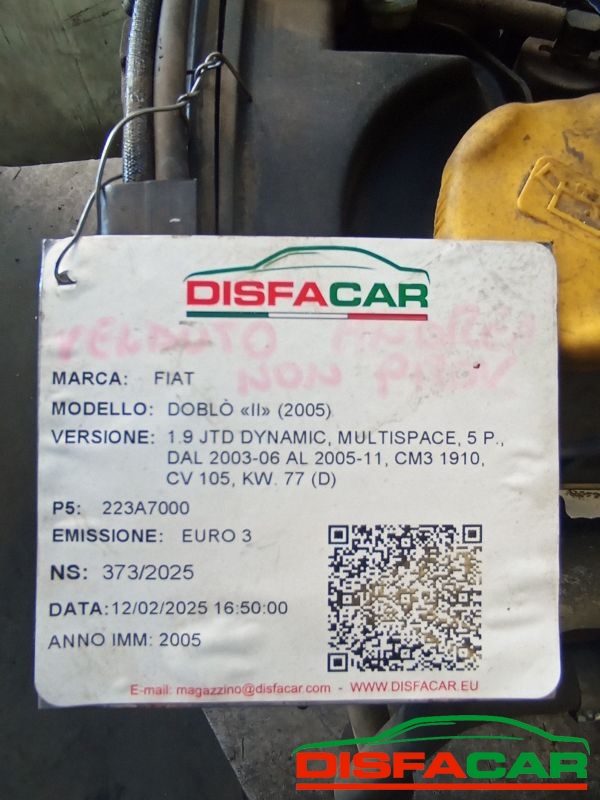 DISFACAR
VENDUTO
NON
MARCA: FIAT
MODELLO: DOBLÒ «II» (2005)
VERSIONE: 1.9 JTD DYNAMIC, MULTISPACE, 5 P.,
DAL 2003-06 AL 2005-11, CM3 1910,
CV 105, KW. 77 (D)
P5: 223A7000
EMISSIONE: EURO 3
NS: 373/2025
DATA:12/02/2025 16:50:00
ANNO IMM: 2005
E-mail: magazzino@disfacar.com - WWW.DISFACAR.EU
DISFACAR